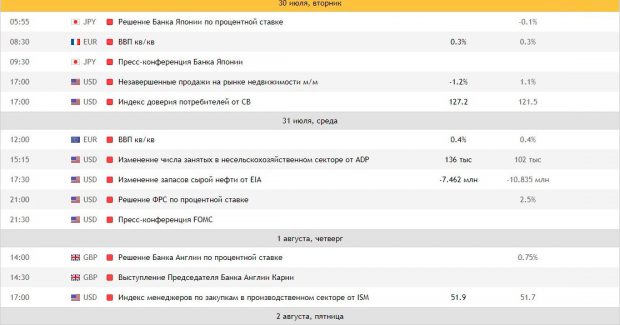 30 июля, вторник
05:55 JPY Решение Банка Японии по процентной ставке -0.1%
08:30 EUR ВВП кв/кв 0.3% 0.3%
09:30 JPY Пресс-конференция Банка Японии
17:00 USD Незавершенные продажи на рынке недвижимости м/м -1.2% 1.1%
17:00 USD Индекс доверия потребителей от CB 127.2 121.5
31 июля, среда
12:00 EUR ВВП кв/кв 0.4% 0.4%
15:15 USD Изменение числа занятых в несельскохозяйственном секторе от ADP 136 тыс 102 тыс
17:30 USD Изменение запасов сырой нефти от EIA -7.462 млн -10.835 млн
21:00 USD Решение ФРС по процентной ставке 2.5%
21:30 USD Пресс-конференция FOMC
1 августа, четверг
14:00 GBP Решение Банка Англии по процентной ставке 0.75%
14:30 GBP Выступление Председателя Банка Англии Карни
17:00 USD Индекс менеджеров по закупкам в производственном секторе от ISM 51.9 51.7
2 августа, пятница